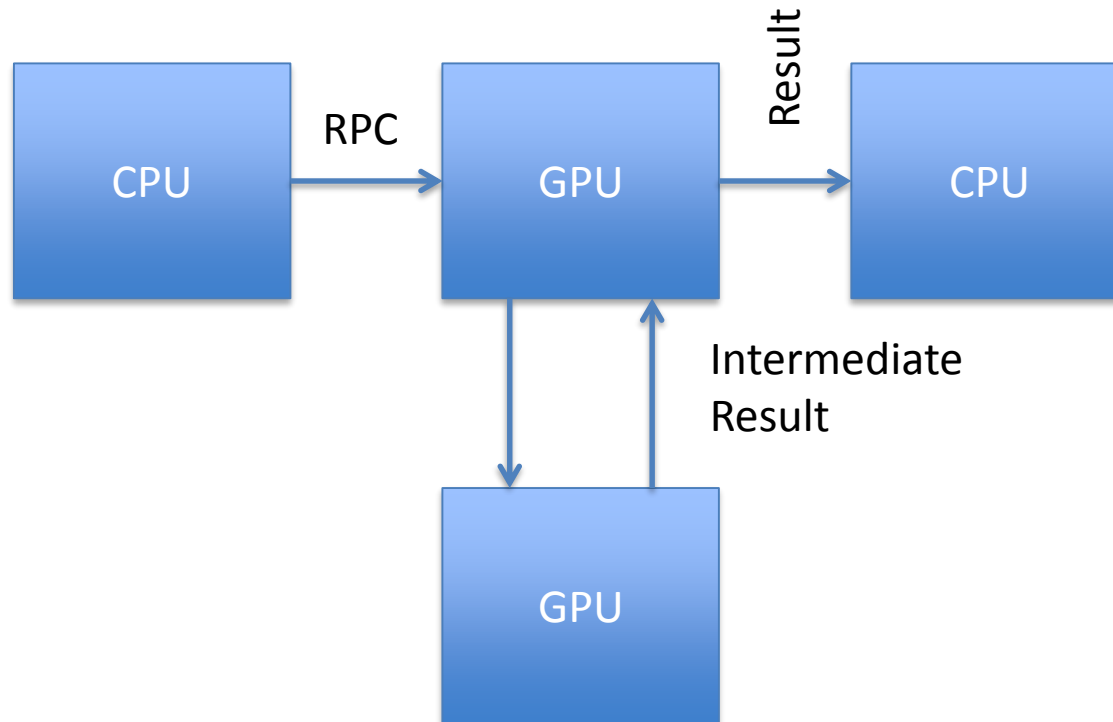 Result
RPC
CPU
GPU
CPU
Intermediate
Result
GPU